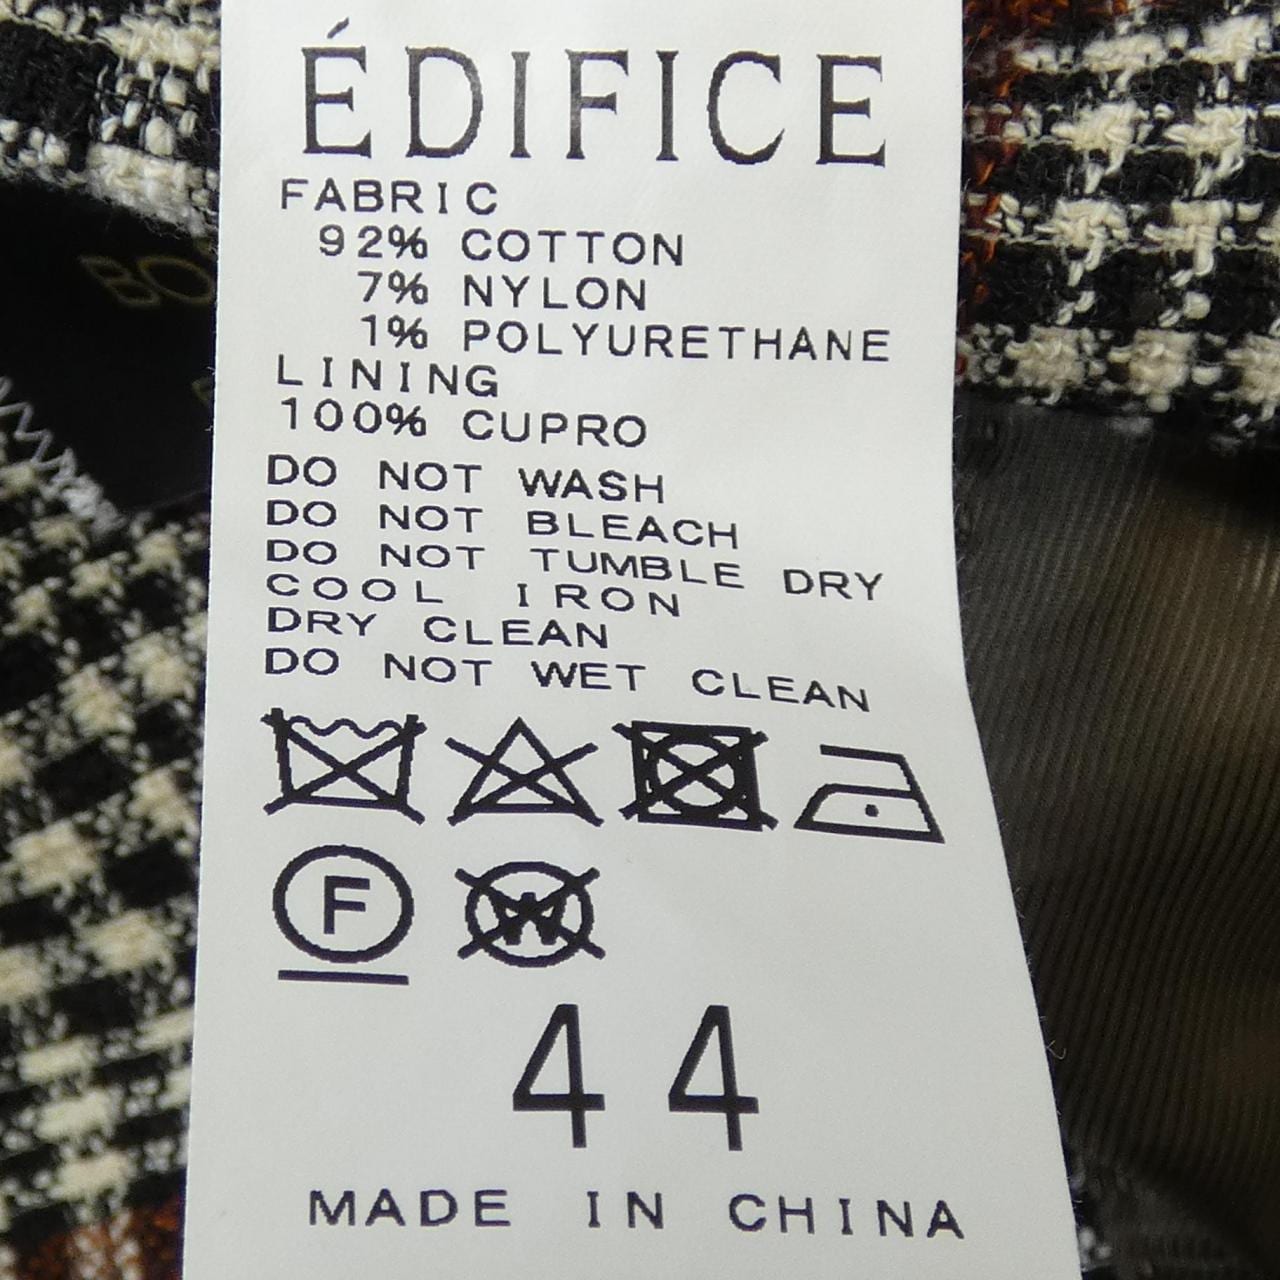 ÉDIFICE
FABRIC
92% COTTON
7% NYLON
1% POLYURETHANE
LINING
100% CUPRO
DO NOT WASH
DO NOT BLEACH
DO NOT TUMBLE DRY
COOL IRON
DRY CLEAN
DO NOT WET CLEAN
F W
44
MADE IN CHINA